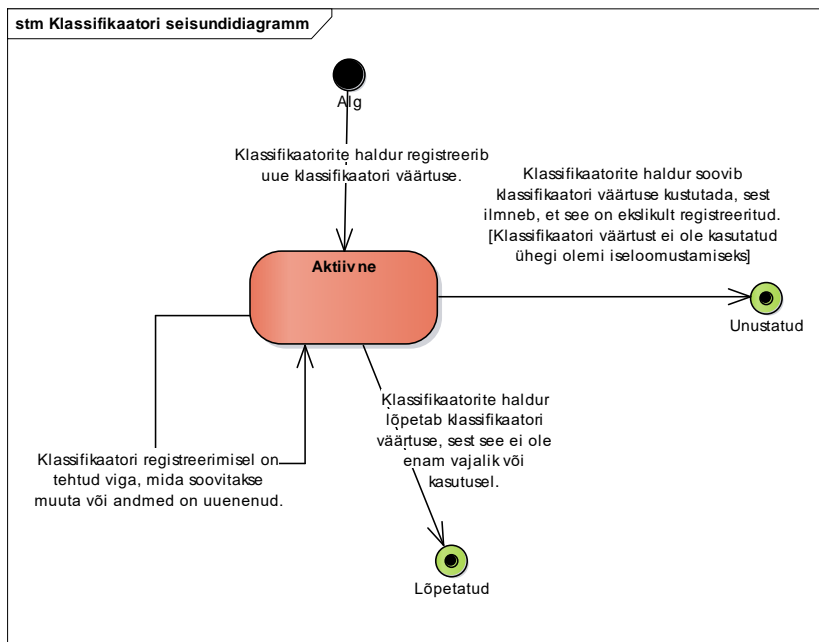 stm Klassifikaatori seisundidiagramm
Alg
Klassifikaatorite haldur registreerib
uue klassifikaatori väärtuse.
Klassifikaatorite haldur soovib
klassifikaatori väärtuse kustutada, sest
ilmneb, et see on ekslikult registreeritud.
[Klassifikaatori väärtust ei ole kasutatud
ühegi olemi iseloomustamiseks]
Aktiivne
Unustatud
Klassifikaatorite haldur
lõpetab klassifikaatori
väärtuse, sest see ei ole
enam vajalik või
kasutusel.
Klassifikaatori registreerimisel on
tehtud viga, mida soovitakse
muuta või andmed on uuenenud.
Lõpetatud